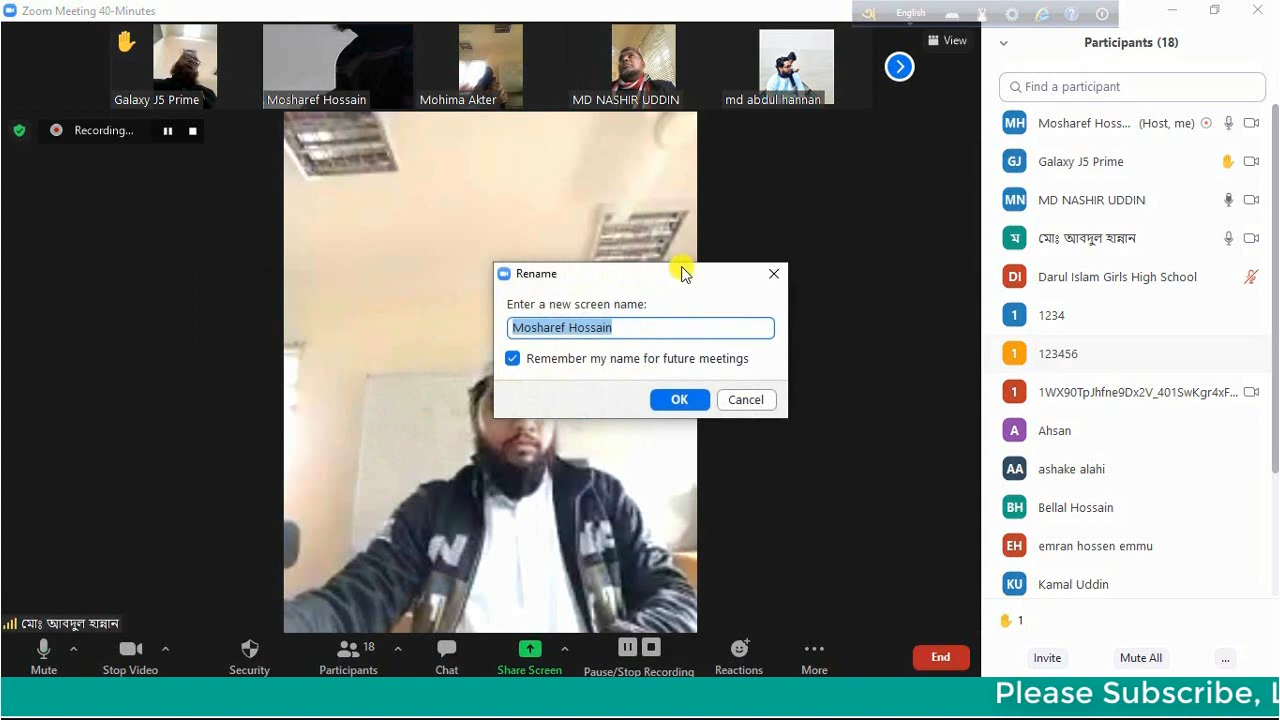 Zoom Meeting 40-Minutes
English
Galaxy J5 Prime
Mosharef Hossain
Mohima Akter
MD NASHIR UDDIN
md abdul hannan
View
Recording...
Participants (18)
Find a participant
MH Mosharef Hoss... (Host, me)
GJ Galaxy J5 Prime
MN MD NASHIR UDDIN
ম মোঃ আবদুল হান্নান
DI Darul Islam Girls High School
1 1234
1 123456
1 1WX90TpJhfne9Dx2V_401SwKgr4xF...
A Ahsan
AA ashake alahi
BH Bellal Hossain
EH emran hossen emmu
KU Kamal Uddin
1
Invite
Mute All
...
Rename
Enter a new screen name:
Mosharef Hossain
Remember my name for future meetings
OK
Cancel
মোঃ আবদুল হান্নান
Mute
Stop Video
Security
18
Participants
Chat
Share Screen
Pause/Stop Recording
Reactions
More
End
Please Subscribe, L